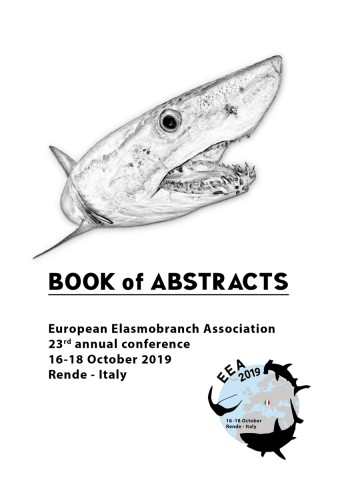 BOOK of ABSTRACTS
European Elasmobranch Association
23rd annual conference
16-18 October 2019
Rende - Italy
EEA
2019
16-18 October
Rende - Italy